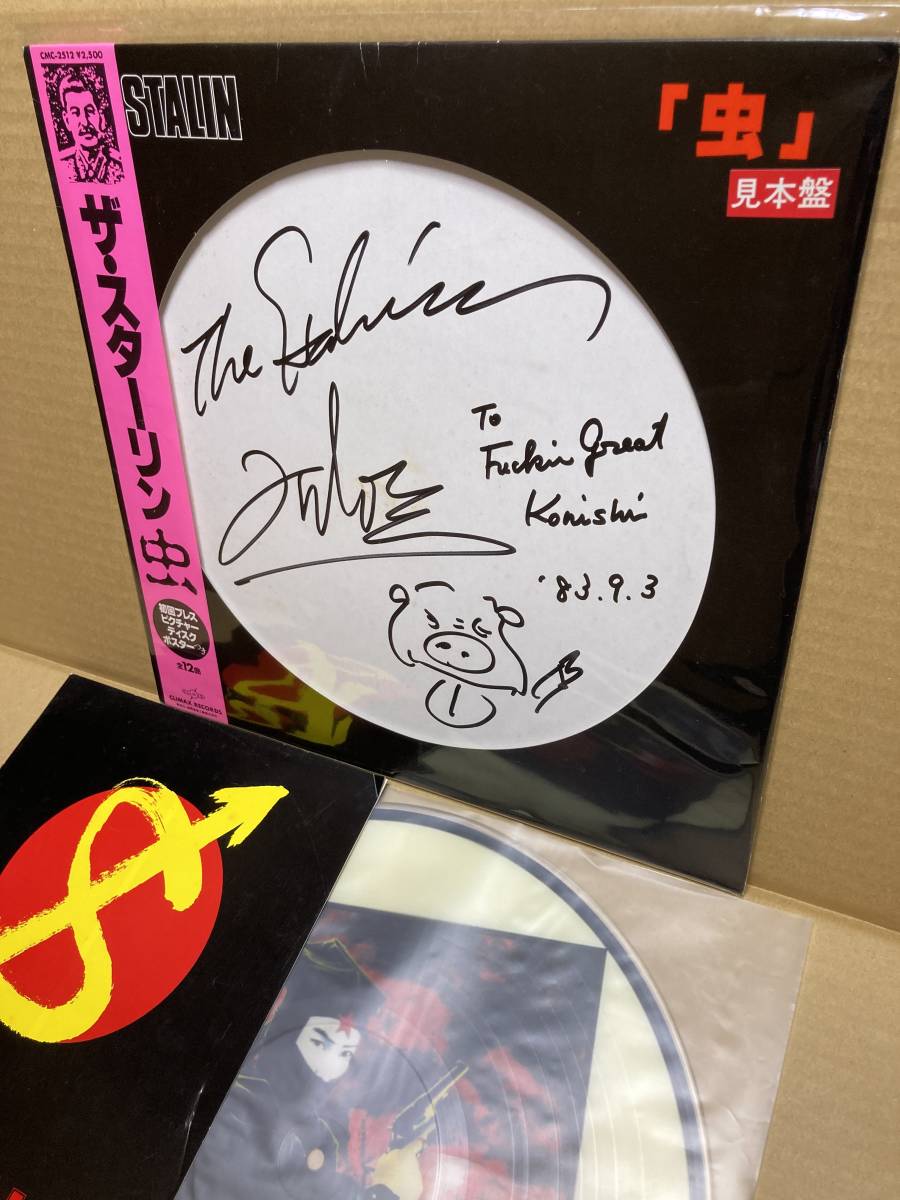 CMC-2512 ¥2,500
STALIN
「虫」
見本盤
ザ・スターリン 虫
初回プレス
ピクチャー
ディスク
ポスターつき
全12曲
CLIMAX RECORDS
The Stalin
To
Fuckin great
Konishi
'83.9.3